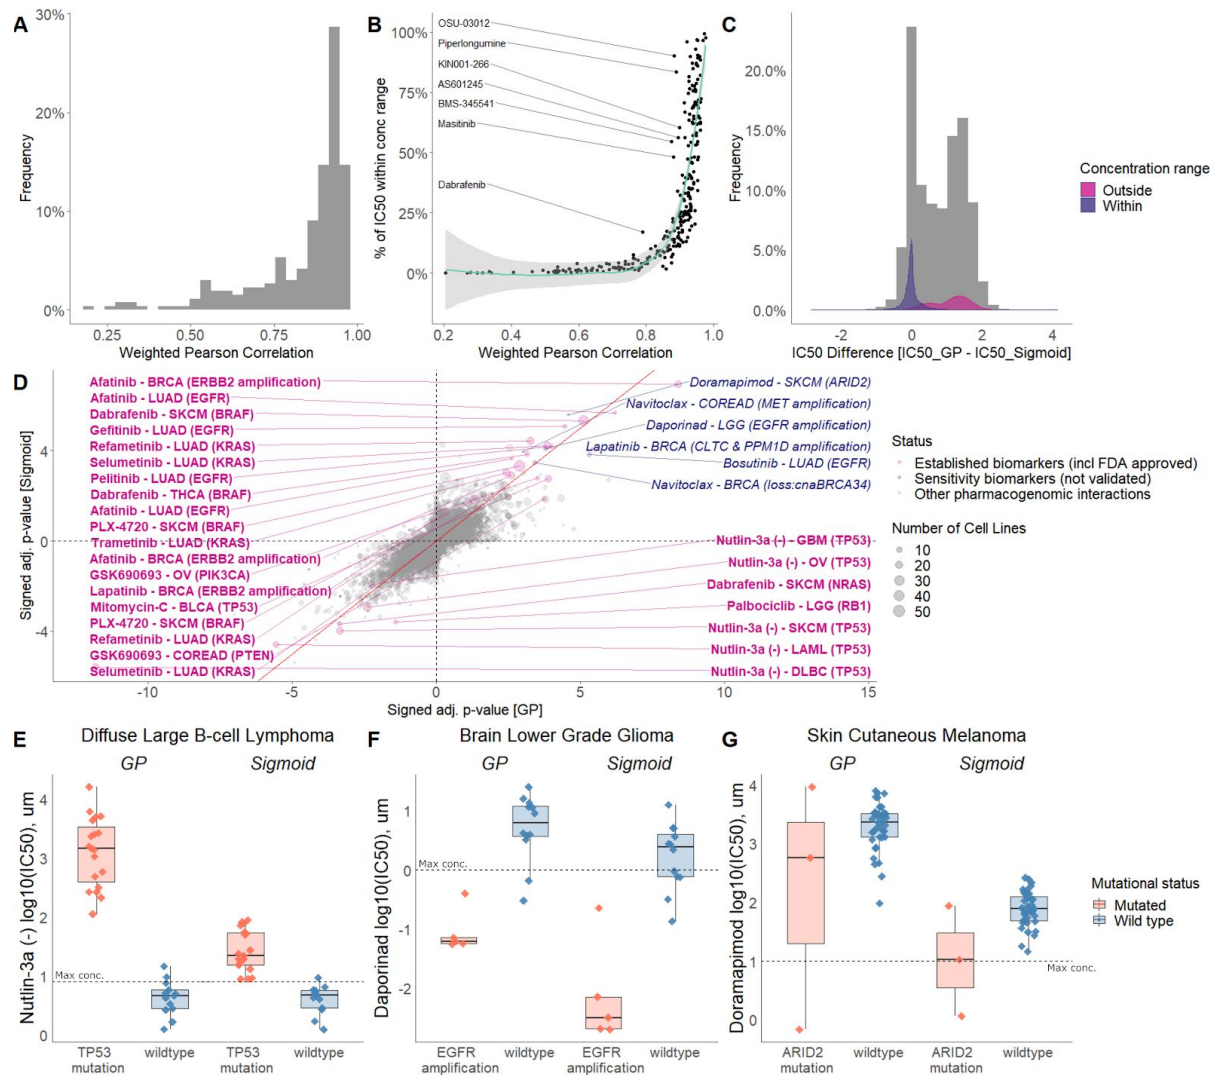 A
30%
20%
10%
0%
Frequency
0.25
0.50
0.75
1.00
Weighted Pearson Correlation
B
100%
75%
50%
25%
0%
% of IC50 within conc range
OSU-03012
Piperlongumine
KIN001-266
AS601245
BMS-345541
Masitinib
Dabrafenib
0.2
0.4
0.6
0.8
1.0
Weighted Pearson Correlation
C
20.0%
15.0%
10.0%
5.0%
0.0%
Frequency
-2
0
2
4
IC50 Difference [IC50_GP - IC50_Sigmoid]
Concentration range
Outside
Within
D
Signed adj. p-value [Sigmoid]
4
0
-4
Afatinib - BRCA (ERBB2 amplification)
Afatinib - LUAD (EGFR)
Dabrafenib - SKCM (BRAF)
Gefitinib - LUAD (EGFR)
Refametinib - LUAD (KRAS)
Selumetinib - LUAD (KRAS)
Pelitinib - LUAD (EGFR)
Dabrafenib - THCA (BRAF)
Afatinib - LUAD (EGFR)
PLX-4720 - SKCM (BRAF)
Trametinib - LUAD (KRAS)
Afatinib - BRCA (ERBB2 amplification)
GSK690693 - OV (PIK3CA)
Lapatinib - BRCA (ERBB2 amplification)
Mitomycin-C - BLCA (TP53)
PLX-4720 - SKCM (BRAF)
Refametinib - LUAD (KRAS)
GSK690693 - COREAD (PTEN)
Selumetinib - LUAD (KRAS)
Doramapimod - SKCM (ARID2)
Navitoclax - COREAD (MET amplification)
Daporinad - LGG (EGFR amplification)
Lapatinib - BRCA (CLTC & PPM1D amplification)
Bosutinib - LUAD (EGFR)
Navitoclax - BRCA (loss:cnaBRCA34)
Nutlin-3a (-) - GBM (TP53)
Nutlin-3a (-) - OV (TP53)
Dabrafenib - SKCM (NRAS)
Palbociclib - LGG (RB1)
Nutlin-3a (-) - SKCM (TP53)
Nutlin-3a (-) - LAML (TP53)
Nutlin-3a (-) - DLBC (TP53)
-10
-5
0
5
10
15
Signed adj. p-value [GP]
Status
Established biomarkers (incl FDA approved)
Sensitivity biomarkers (not validated)
Other pharmacogenomic interactions
Number of Cell Lines
10
20
30
40
50
E
Diffuse Large B-cell Lymphoma
GP
Sigmoid
Nutlin-3a (-) log10(IC50), um
4
3
2
1
0
Max conc.
TP53
mutation
wildtype
TP53
mutation
wildtype
F
Brain Lower Grade Glioma
GP
Sigmoid
Daporinad, log10(IC50), um
1
0
-1
-2
Max conc.
EGFR
amplification
wildtype
EGFR
amplification
wildtype
G
Skin Cutaneous Melanoma
GP
Sigmoid
Doramapimod log10(IC50), um
4
3
2
1
0
Max conc.
ARID2
mutation
wildtype
ARID2
mutation
wildtype
Mutational status
Mutated
Wild type